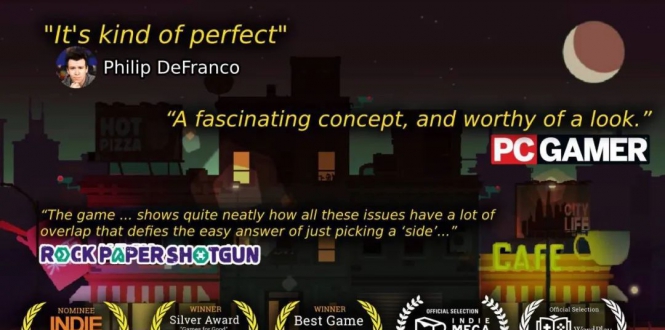 "It's kind of perfect"
Philip DeFranco
“A fascinating concept, and worthy of a look.”
PC GAMER
“The game ... shows quite neatly how all these issues have a lot of
overlap that defies the easy answer of just picking a ‘side’...”
ROCK PAPER SHOTGUN
HOT
PIZZA
CITY
LIFE
CAFE
NOMINEE
INDIE
WINNER
Silver Award
"Games for Good"
WINNER
Best Game
OFFICIAL SELECTION
INDIE
MEGA
Official Selection